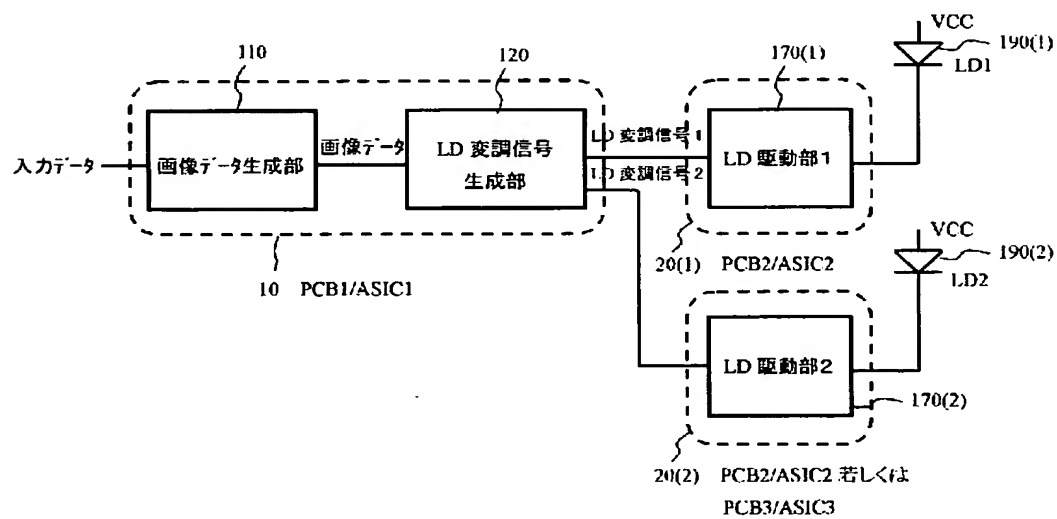 VCC
190(1)
LD1
110
120
170(1)
入力データ
画像データ生成部
画像データ
LD 変調信号
生成部
LD 変調信号 1
LD 変調信号 2
LD 駆動部1
10 PCB1/ASIC1
20(1) PCB2/ASIC2
VCC
190(2)
LD2
LD 駆動部2
170(2)
20(2) PCB2/ASIC2 若しくは
PCB3/ASIC3